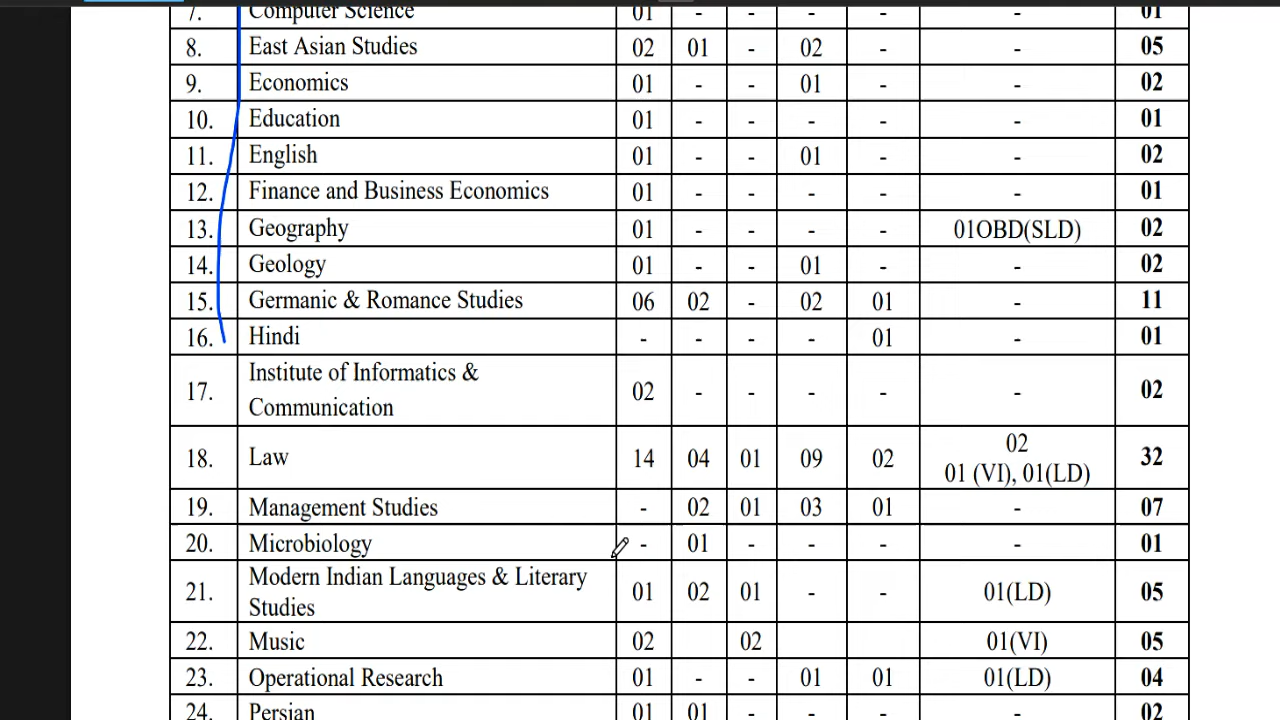 7. Computer Science 01 - - - - - 01
8. East Asian Studies 02 01 - 02 - - 05
9. Economics 01 - - 01 - - 02
10. Education 01 - - - - - 01
11. English 01 - - 01 - - 02
12. Finance and Business Economics 01 - - - - - 01
13. Geography 01 - - - - 01OBD(SLD) 02
14. Geology 01 - - 01 - - 02
15. Germanic & Romance Studies 06 02 - 02 01 - 11
16. Hindi - - - - 01 - 01
17. Institute of Informatics &
Communication 02 - - - - - 02
18. Law 14 04 01 09 02 02
01 (VI), 01(LD) 32
19. Management Studies - 02 01 03 01 - 07
20. Microbiology - 01 - - - - 01
21. Modern Indian Languages & Literary
Studies 01 02 01 - - 01(LD) 05
22. Music 02 02 01(VI) 05
23. Operational Research 01 - - 01 01 01(LD) 04
24. Persian 01 01 - - - - 02